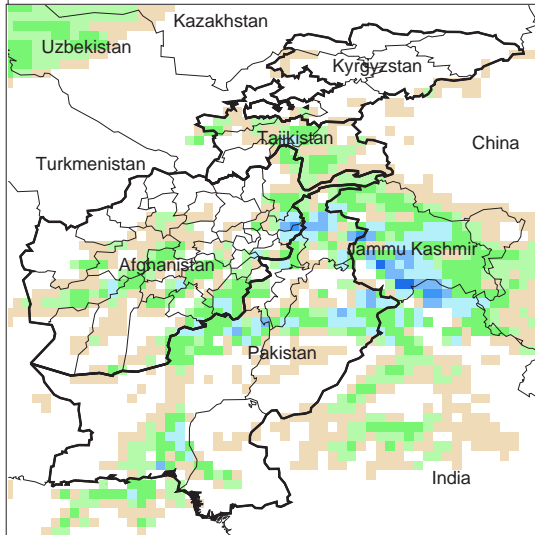 Kazakhstan
Uzbekistan
Kyrgyzstan
Tajikistan
China
Turkmenistan
Jammu Kashmir
Afghanistan
Pakistan
India